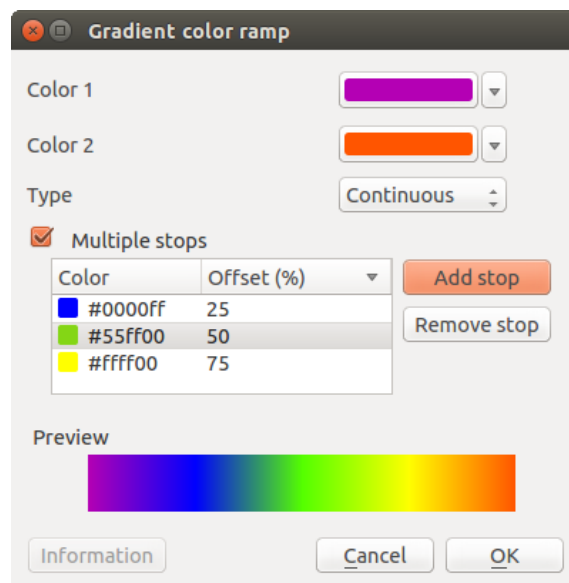 Gradient color ramp
Color 1
Color 2
Type Continuous
Multiple stops
Color Offset (%) Add stop
#0000ff 25
#55ff00 50 Remove stop
#ffff00 75
Preview
Information Cancel OK